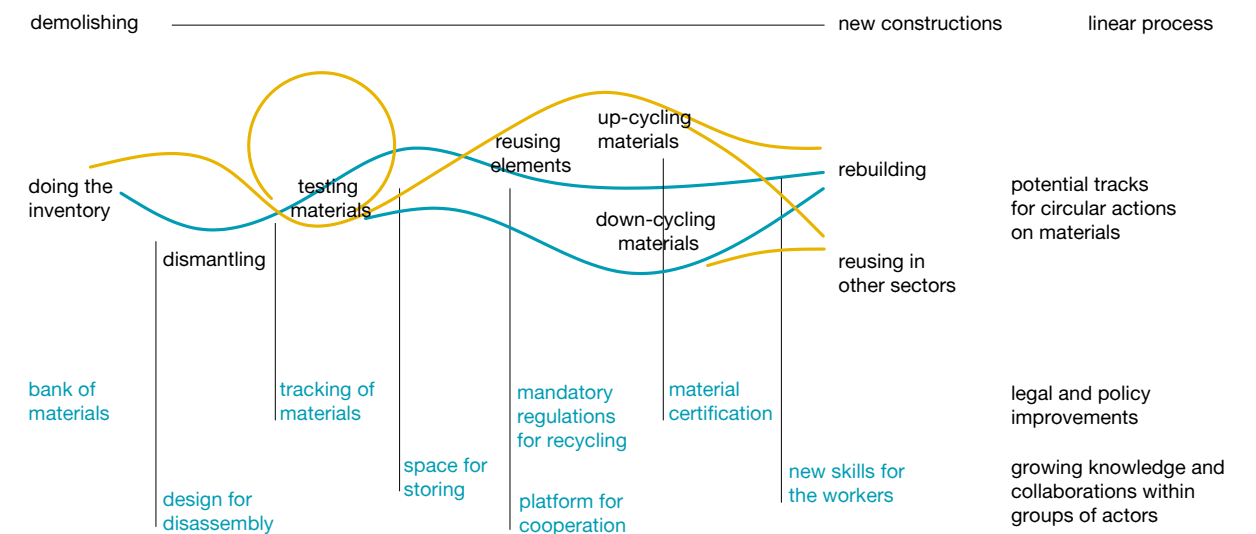 demolishing
new constructions
linear process
doing the
inventory
dismantling
testing
materials
reusing
elements
up-cycling
materials
down-cycling
materials
rebuilding
reusing in
other sectors
potential tracks
for circular actions
on materials
bank of
materials
tracking of
materials
mandatory
regulations
for recycling
material
certification
legal and policy
improvements
design for
disassembly
space for
storing
platform for
cooperation
new skills for
the workers
growing knowledge and
collaborations within
groups of actors